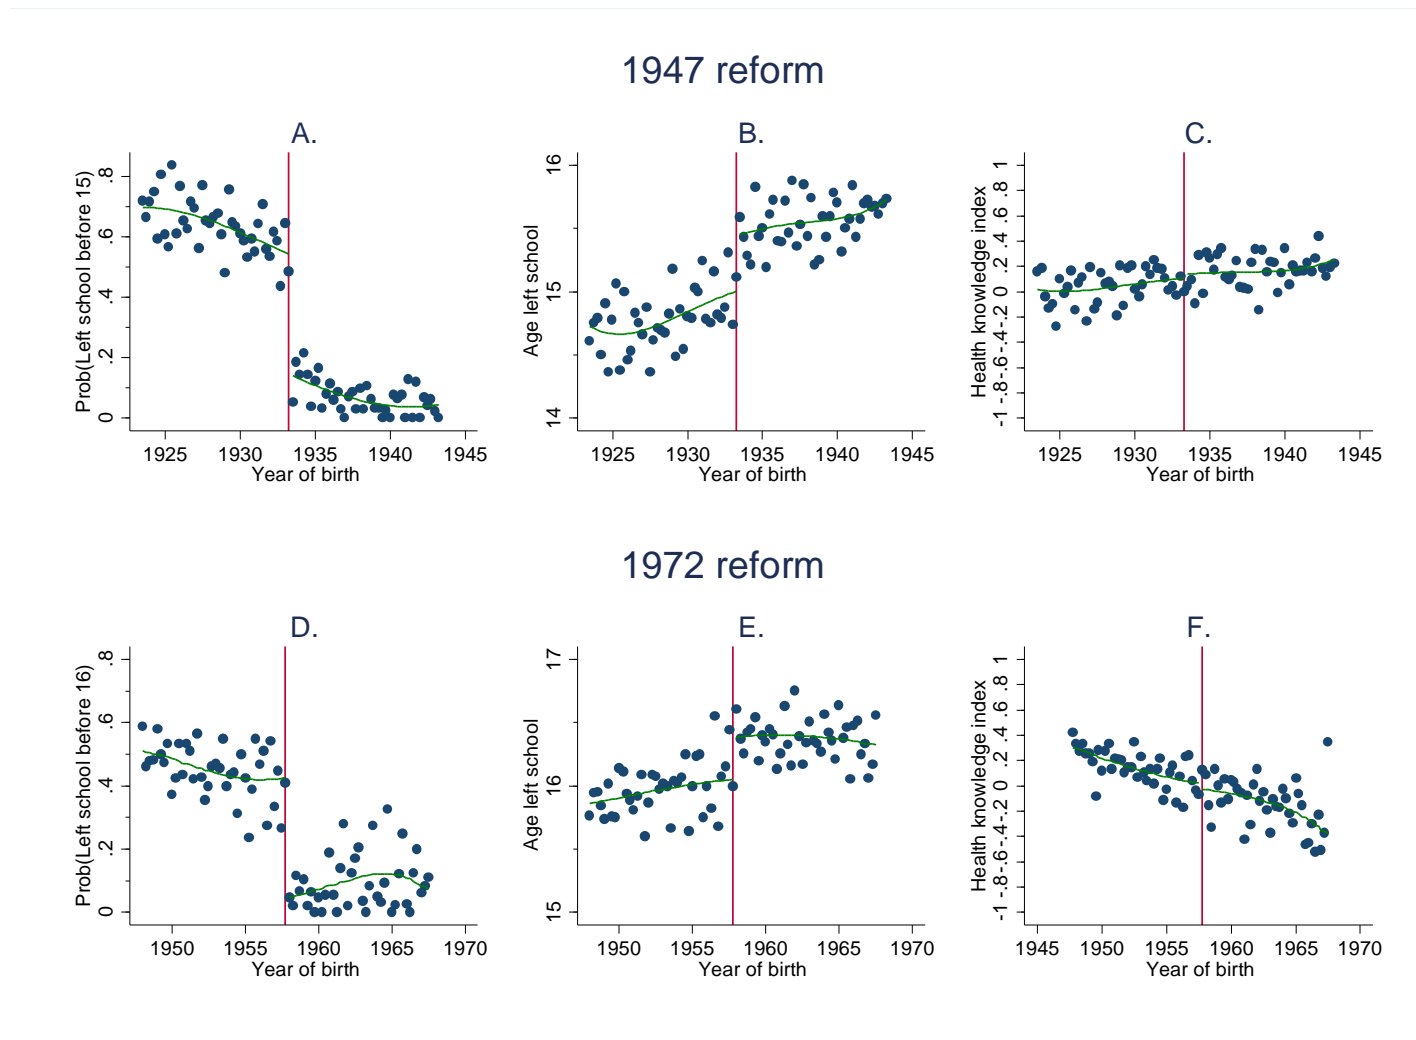 1947 reform
A.
B.
C.
Prob(Left school before 15)
0 .2 .4 .6 .8
1925 1930 1935 1940 1945
Year of birth
Age left school
14 15 16
1925 1930 1935 1940 1945
Year of birth
Health knowledge index
-1 -.8 -.6 -.4 -.2 0 .2 .4 .6 .8 1
1925 1930 1935 1940 1945
Year of birth
1972 reform
D.
E.
F.
Prob(Left school before 16)
0 .2 .4 .6 .8
1950 1955 1960 1965 1970
Year of birth
Age left school
15 16 17
1950 1955 1960 1965 1970
Year of birth
Health knowledge index
-1 -.8 -.6 -.4 -.2 0 .2 .4 .6 .8 1
1945 1950 1955 1960 1965 1970
Year of birth